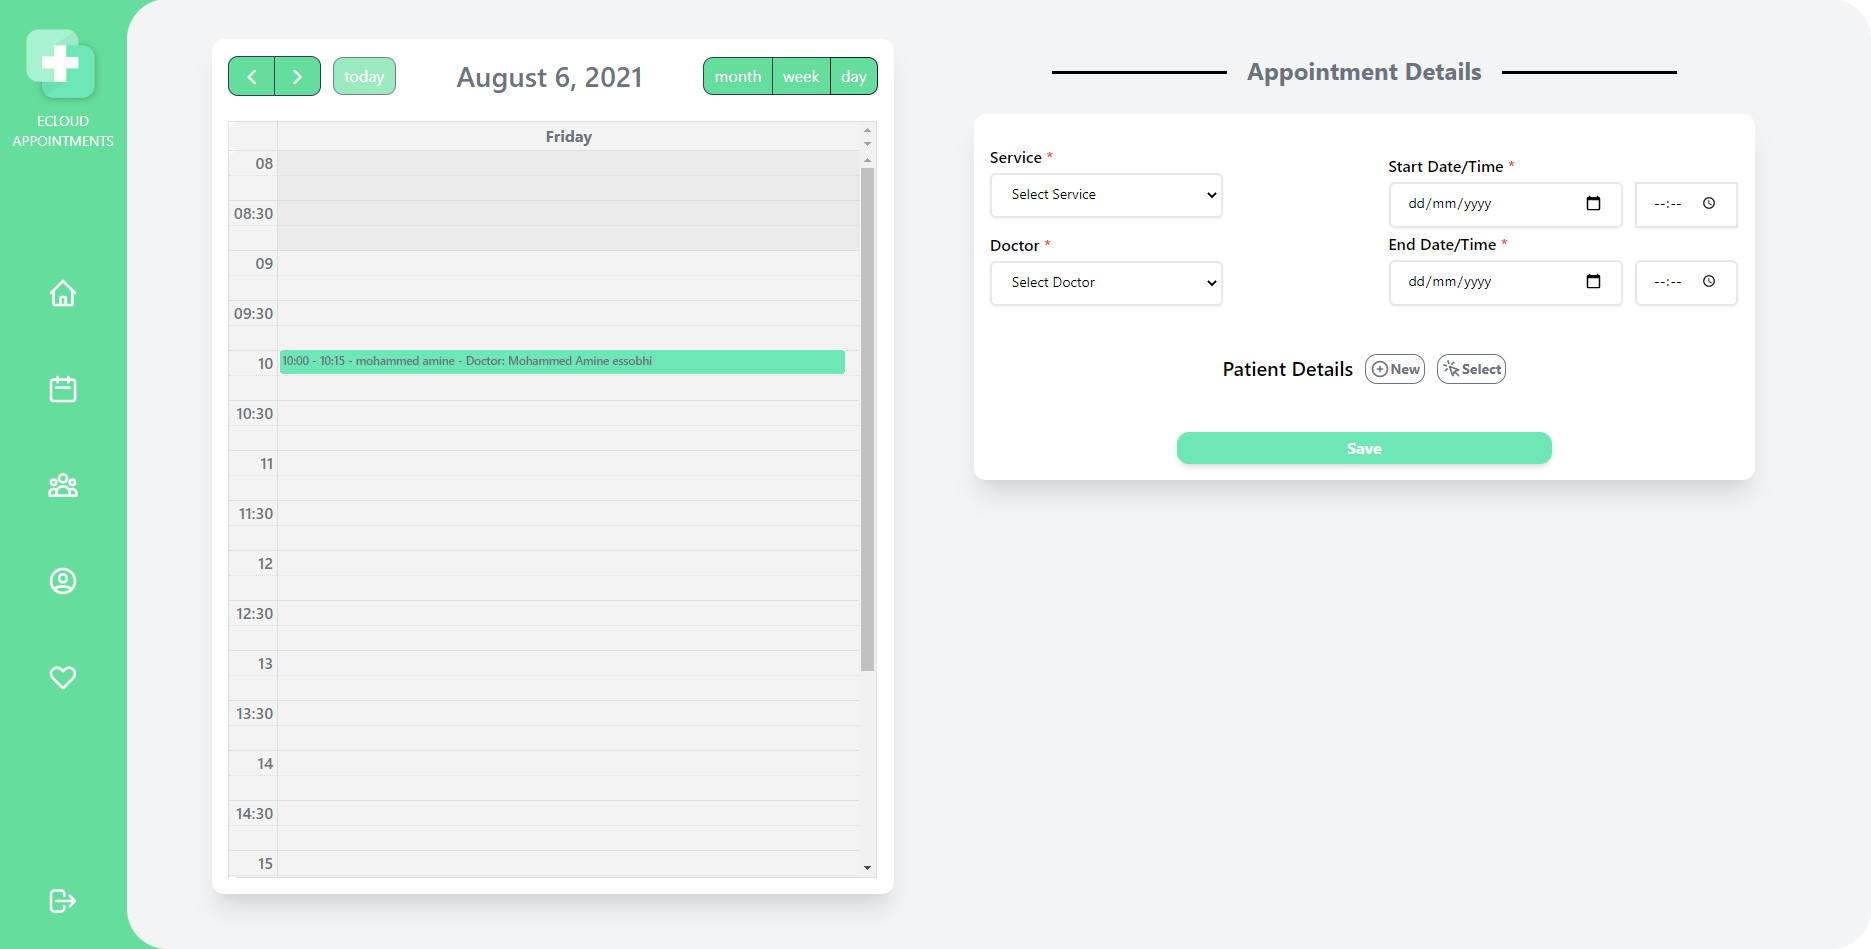 ECLOUD
APPOINTMENTS
today
August 6, 2021
month week day
Friday
08
08:30
09
09:30
10
10:00 - 10:15 - mohammed amine - Doctor: Mohammed Amine essobhi
10:30
11
11:30
12
12:30
13
13:30
14
14:30
15
Appointment Details
Service *
Select Service
Start Date/Time *
dd/mm/yyyy --:--
Doctor *
Select Doctor
End Date/Time *
dd/mm/yyyy --:--
Patient Details New Select
Save